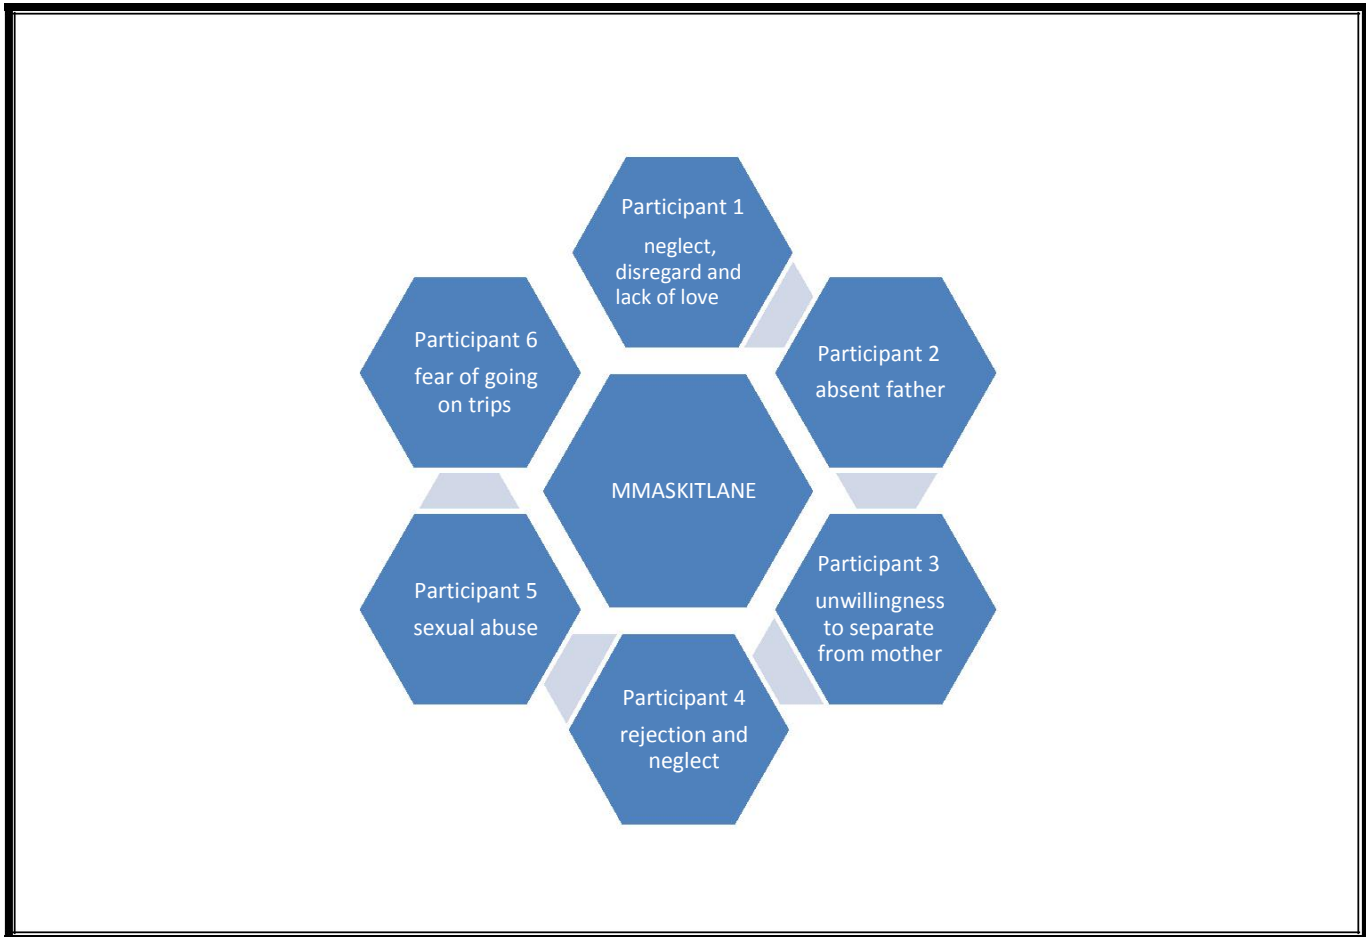 Participant 1
neglect,
disregard and
lack of love
Participant 2
absent father
Participant 3
unwillingness
to separate
from mother
Participant 4
rejection and
neglect
Participant 5
sexual abuse
Participant 6
fear of going
on trips
MMASKITLANE